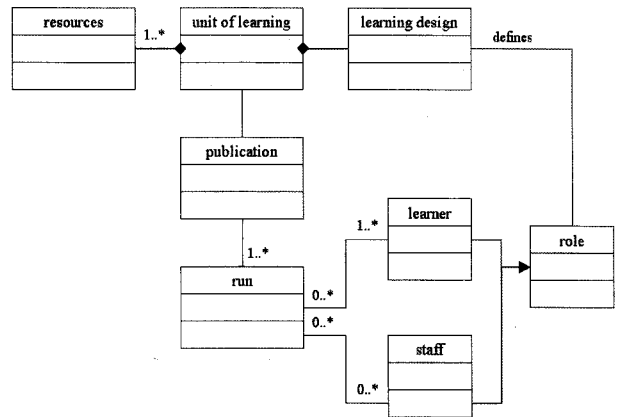 resources
unit of learning
learning design
1..*
defines
publication
learner
1..*
role
1..*
run
0..*
0..*
staff
0..*